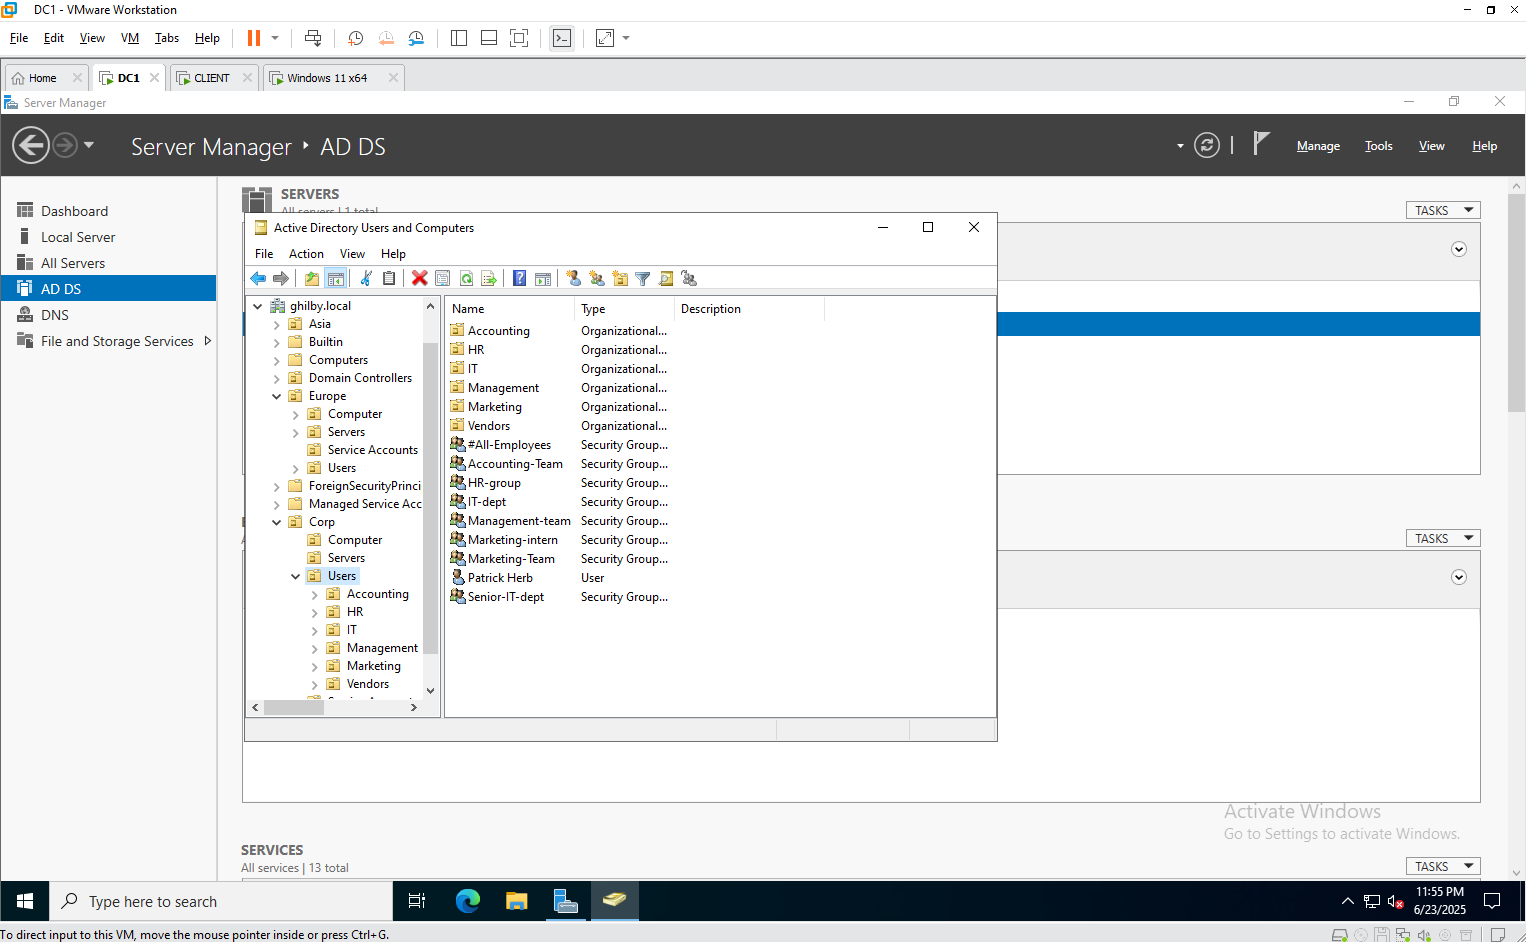 DC1 - VMware Workstation
File Edit View VM Tabs Help
Home DC1 CLIENT Windows 11 x64
Server Manager
Server Manager AD DS
Manage Tools View Help
Dashboard
Local Server
All Servers
AD DS
DNS
File and Storage Services
SERVERS
All servers | 1 total
TASKS
Active Directory Users and Computers
File Action View Help
ghilby.local
Asia
Builtin
Computers
Domain Controllers
Europe
Computer
Servers
Service Accounts
Users
ForeignSecurityPrinci
Managed Service Acc
Corp
Computer
Servers
Users
Accounting
HR
IT
Management
Marketing
Vendors
Name Type Description
Accounting Organizational...
HR Organizational...
IT Organizational...
Management Organizational...
Marketing Organizational...
Vendors Organizational...
#All-Employees Security Group...
Accounting-Team Security Group...
HR-group Security Group...
IT-dept Security Group...
Management-team Security Group...
Marketing-intern Security Group...
Marketing-Team Security Group...
Patrick Herb User
Senior-IT-dept Security Group...
TASKS
Activate Windows
Go to Settings to activate Windows.
SERVICES
All services | 13 total
TASKS
Type here to search
11:55 PM
6/23/2025
To direct input to this VM, move the mouse pointer inside or press Ctrl+G.